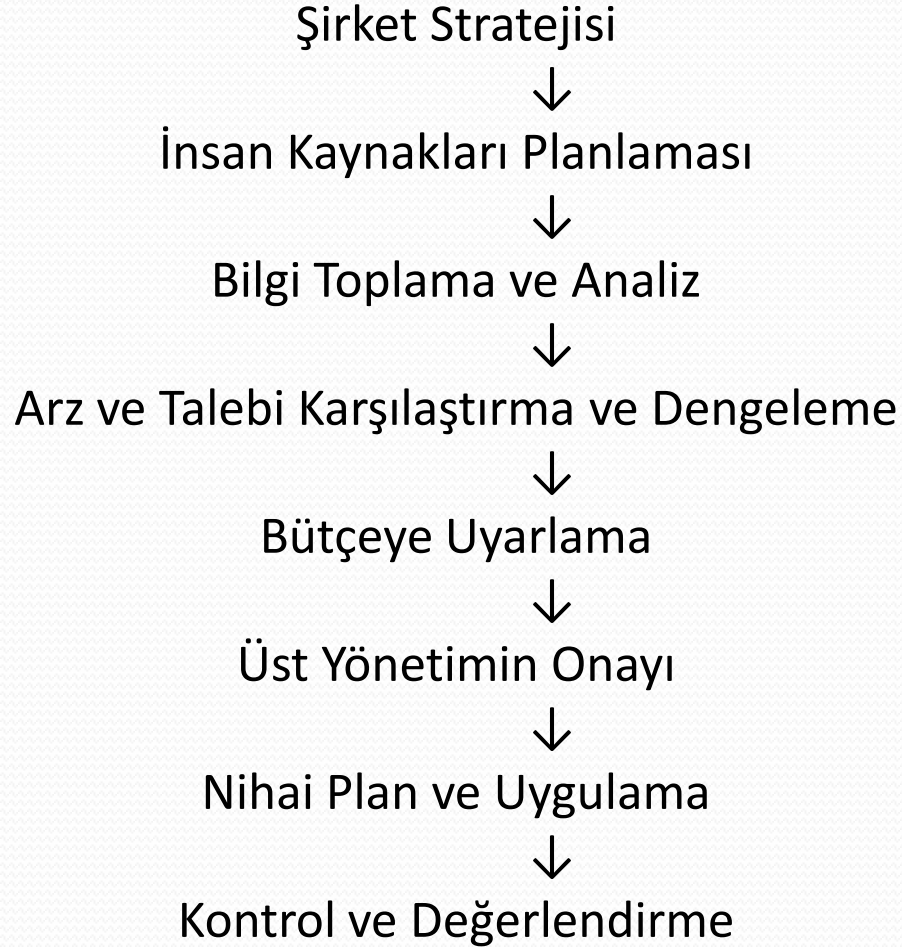 Şirket Stratejisi
↓
İnsan Kaynakları Planlaması
↓
Bilgi Toplama ve Analiz
↓
Arz ve Talebi Karşılaştırma ve Dengeleme
↓
Bütçeye Uyarlama
↓
Üst Yönetimin Onayı
↓
Nihai Plan ve Uygulama
↓
Kontrol ve Değerlendirme